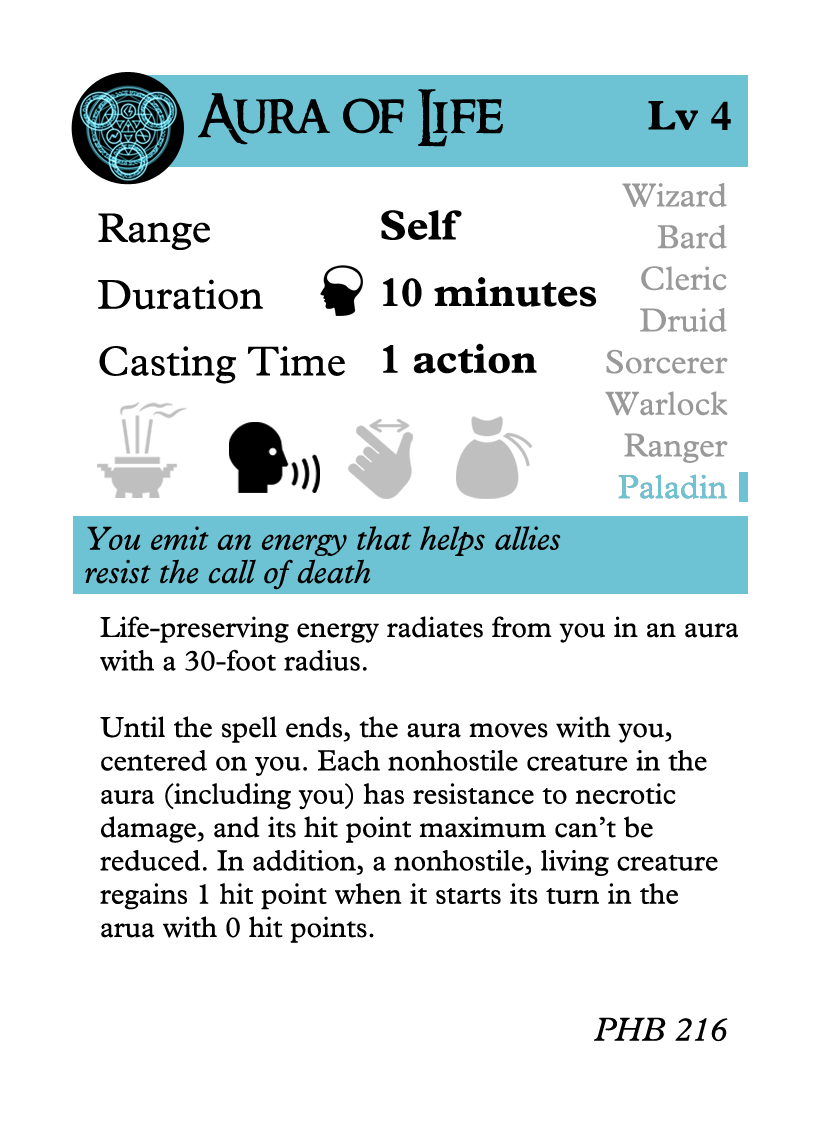 Aura of Life
Lv 4
Range Self
Duration 10 minutes
Casting Time 1 action
Wizard
Bard
Cleric
Druid
Sorcerer
Warlock
Ranger
Paladin
You emit an energy that helps allies
resist the call of death
Life-preserving energy radiates from you in an aura
with a 30-foot radius.
Until the spell ends, the aura moves with you,
centered on you. Each nonhostile creature in the
aura (including you) has resistance to necrotic
damage, and its hit point maximum can't be
reduced. In addition, a nonhostile, living creature
regains 1 hit point when it starts its turn in the
arua with 0 hit points.
PHB 216